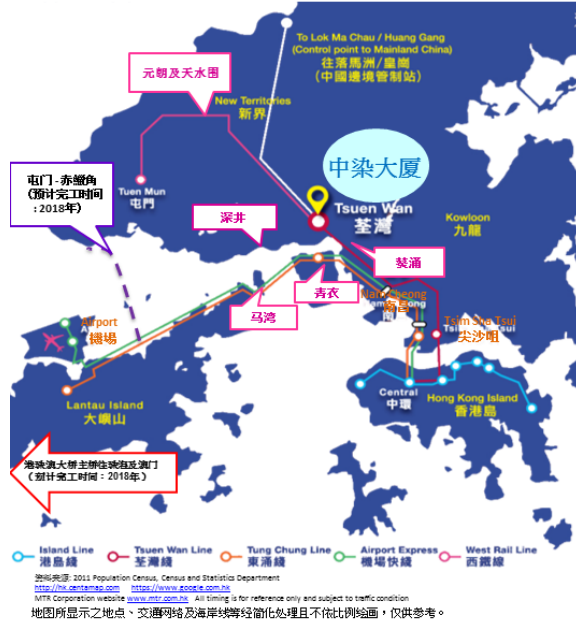 To Lok Ma Chau / Huang Gang
(Control point to Mainland China)
往落馬洲/皇崗
(中國邊境管制站)
元朗及天水围
New Territories
新界
中染大厦
屯门 - 赤鱲角
(预计完工时间
:2018年)
Tuen Mun
屯門
Tsuen Wan
荃灣
Kowloon
九龍
深井
葵涌
青衣
马湾
Nam Cheong
南昌
Airport
機場
Tsim Sha Tsui
尖沙咀
Central
中環
Hong Kong Island
香港島
Lantau Island
大嶼山
港珠澳大桥主桥往珠海及澳门
(预计完工时间:2018年)
Island Line
港島綫
Tsuen Wan Line
荃灣綫
Tung Chung Line
東涌綫
Airport Express
機場快綫
West Rail Line
西鐵線
资料来源: 2011 Population Census, Census and Statistics Department
http://hk.centamap.com https://www.google.com.hk
MTR Corporation website www.mtr.com.hk All timing is for reference only and subject to traffic condition
地图所显示之地点、交通网络及海岸线等经简化处理且不依比例绘画,仅供参考。